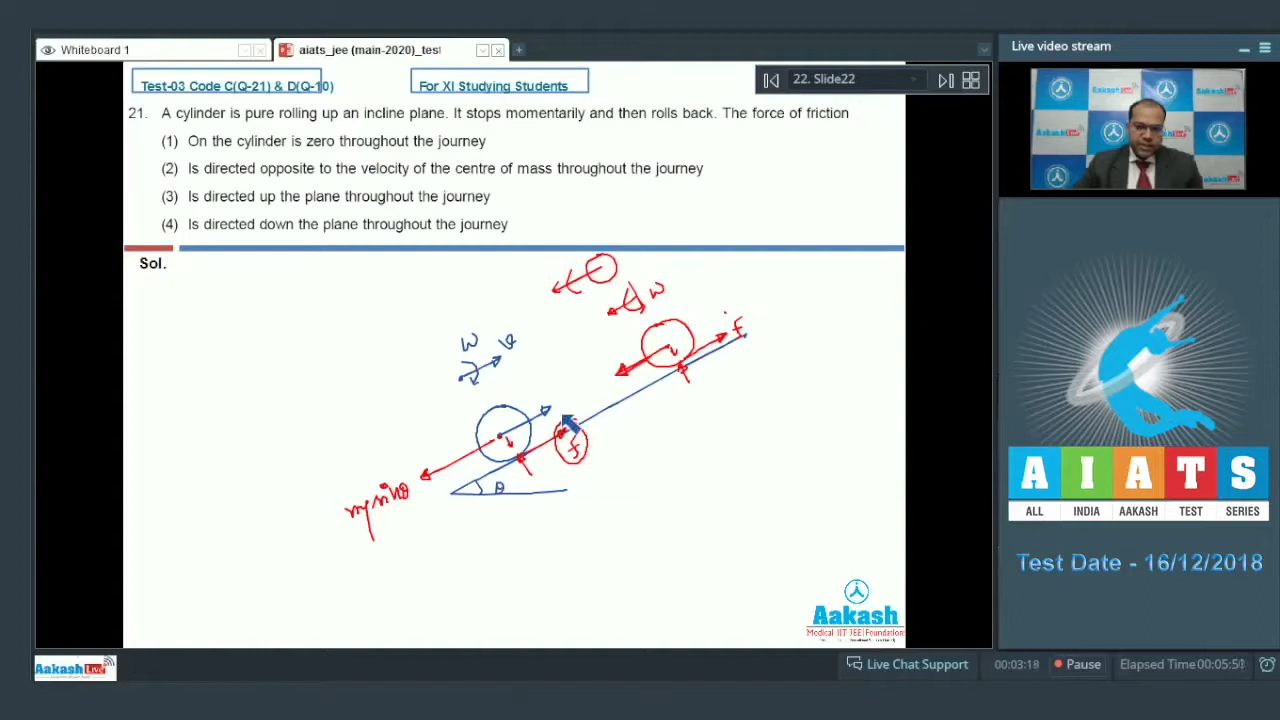 Whiteboard 1
aiats_jee (main-2020)_test
Live video stream
Test-03 Code C(Q-21) & D(Q-10)
For XI Studying Students
22. Slide22
21. A cylinder is pure rolling up an incline plane. It stops momentarily and then rolls back. The force of friction
(1) On the cylinder is zero throughout the journey
(2) Is directed opposite to the velocity of the centre of mass throughout the journey
(3) Is directed up the plane throughout the journey
(4) Is directed down the plane throughout the journey
Sol.
ω
f
ω v
f
mg sinθ
θ
AIATS
ALL INDIA AAKASH TEST SERIES
Test Date - 16/12/2018
Aakash
Medical IIT-JEE Foundations
AakashLive
Live Chat Support
00:03:18
Pause
Elapsed Time 00:05:5